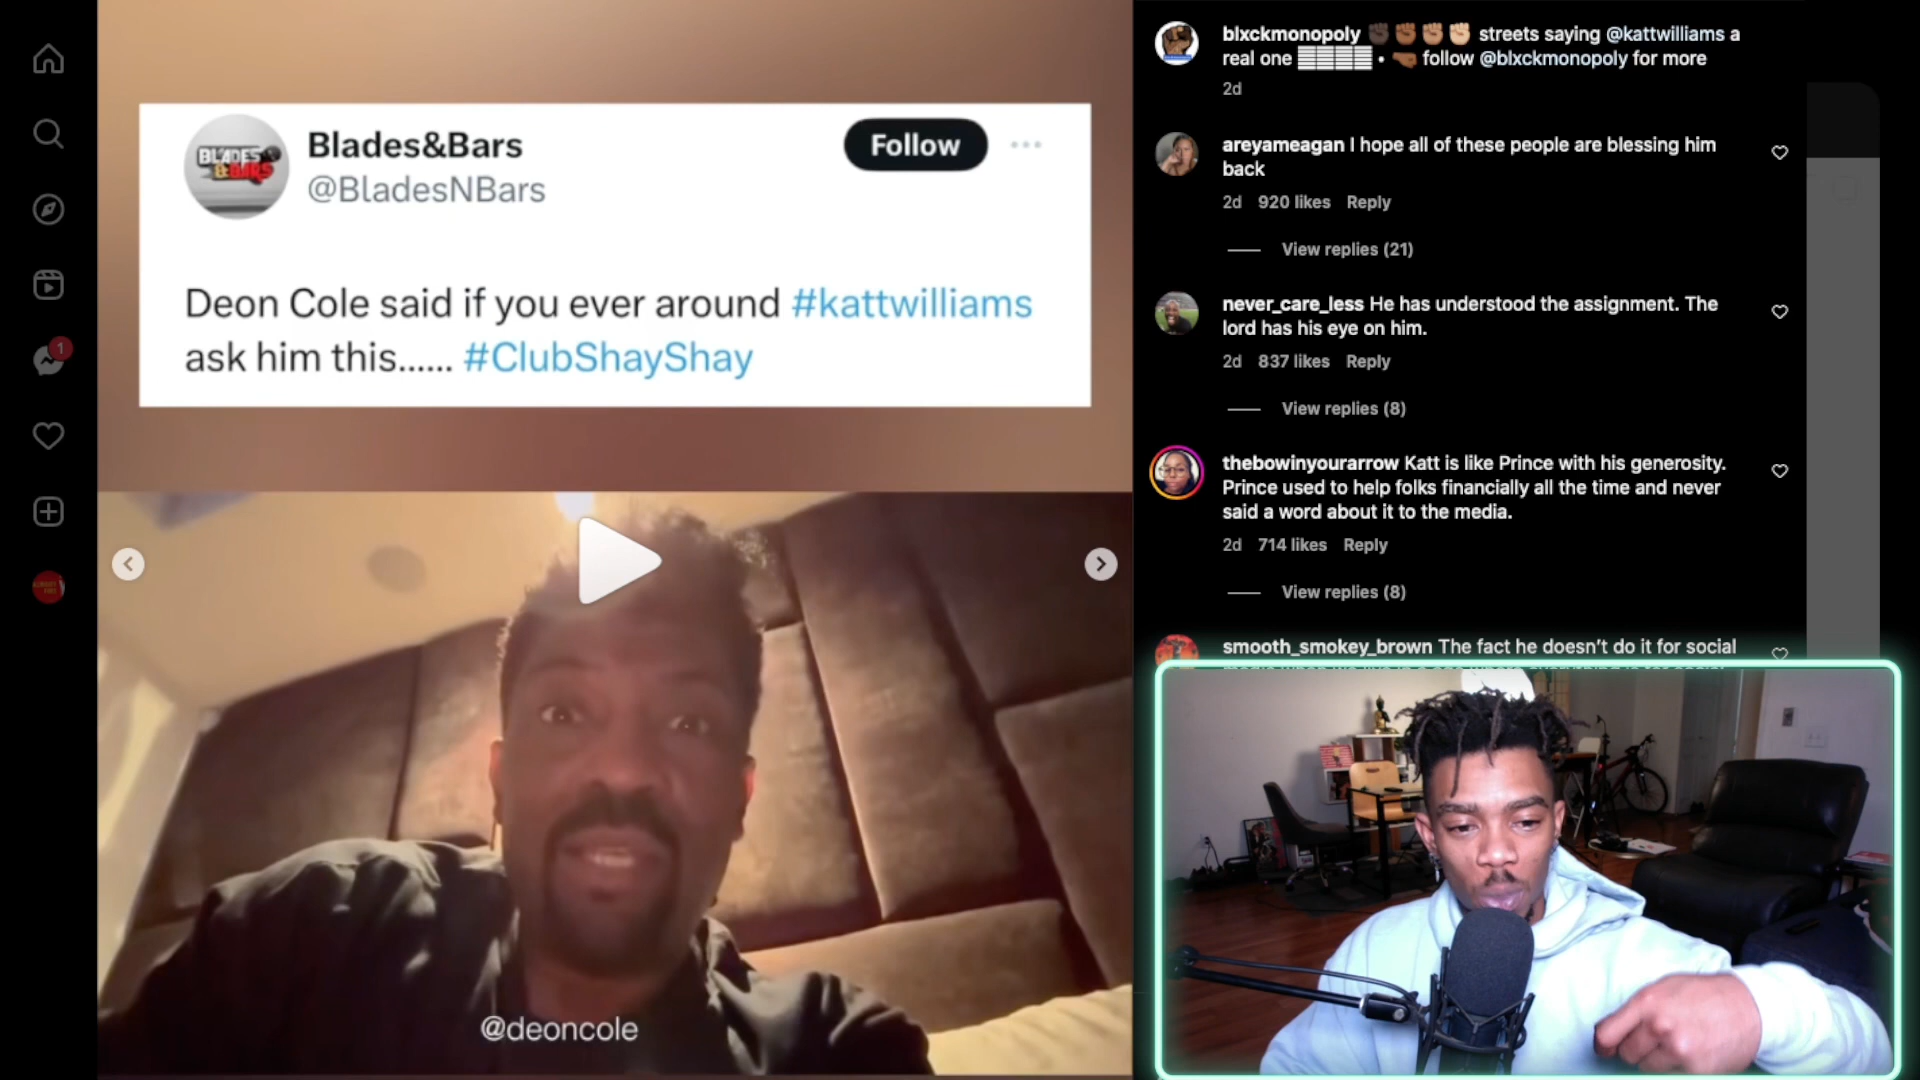 BLADES
& BARS
Blades&Bars
@BladesNBars
Follow
Deon Cole said if you ever around #kattwilliams
ask him this...... #ClubShayShay
@deoncole
1
blxckmonopoly ✊🏿✊🏾✊🏽✊🏼 streets saying @kattwilliams a
real one • 🤜🏾 follow @blxckmonopoly for more
2d
areyameagan I hope all of these people are blessing him
back
2d 920 likes Reply
View replies (21)
never_care_less He has understood the assignment. The
lord has his eye on him.
2d 837 likes Reply
View replies (8)
thebowinyourarrow Katt is like Prince with his generosity.
Prince used to help folks financially all the time and never
said a word about it to the media.
2d 714 likes Reply
View replies (8)
smooth_smokey_brown The fact he doesn't do it for social